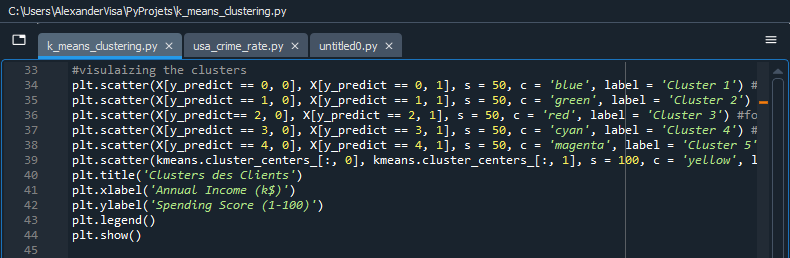 C:\Users\AlexanderVisa\PyProjets\k_means_clustering.py
k_means_clustering.py × usa_crime_rate.py × untitled0.py ×
33 #visulaizing the clusters
34 plt.scatter(X[y_predict == 0, 0], X[y_predict == 0, 1], s = 50, c = 'blue', label = 'Cluster 1') #
35 plt.scatter(X[y_predict == 1, 0], X[y_predict == 1, 1], s = 50, c = 'green', label = 'Cluster 2')
36 plt.scatter(X[y_predict== 2, 0], X[y_predict == 2, 1], s = 50, c = 'red', label = 'Cluster 3') #fo
37 plt.scatter(X[y_predict == 3, 0], X[y_predict == 3, 1], s = 50, c = 'cyan', label = 'Cluster 4') #
38 plt.scatter(X[y_predict == 4, 0], X[y_predict == 4, 1], s = 50, c = 'magenta', label = 'Cluster 5'
39 plt.scatter(kmeans.cluster_centers_[:, 0], kmeans.cluster_centers_[:, 1], s = 100, c = 'yellow', l
40 plt.title('Clusters des Clients')
41 plt.xlabel('Annual Income (k$)')
42 plt.ylabel('Spending Score (1-100)')
43 plt.legend()
44 plt.show()
45